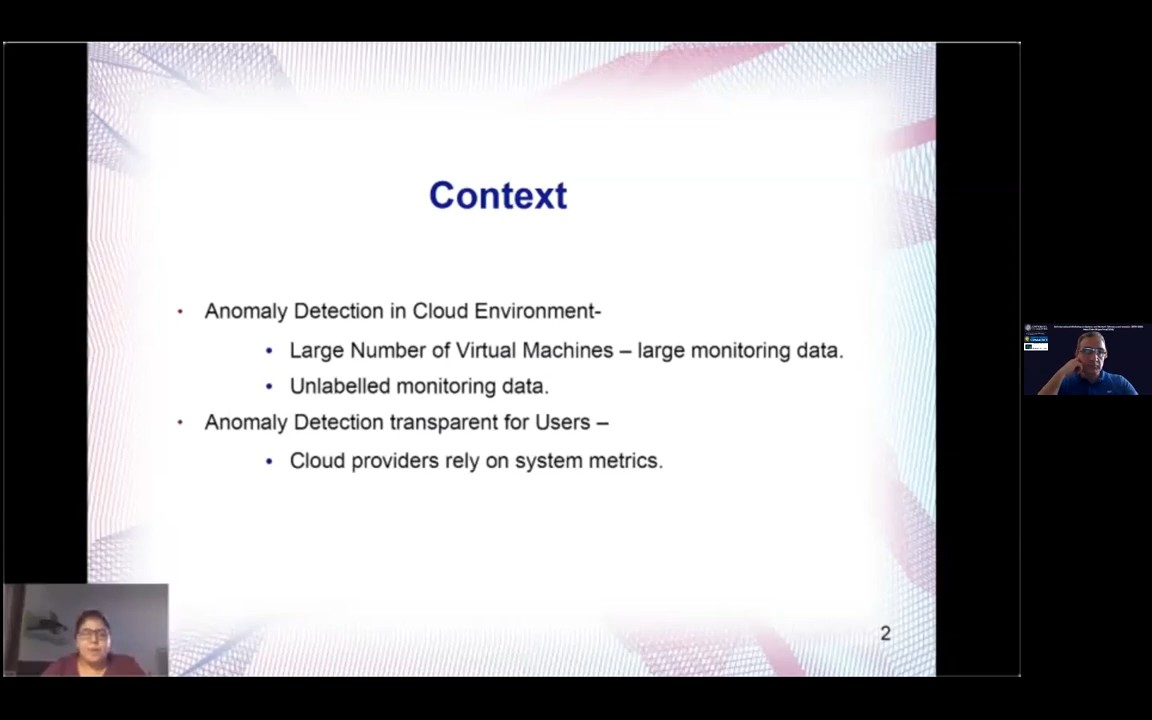 Context
• Anomaly Detection in Cloud Environment-
• Large Number of Virtual Machines – large monitoring data.
• Unlabelled monitoring data.
• Anomaly Detection transparent for Users –
• Cloud providers rely on system metrics.
2